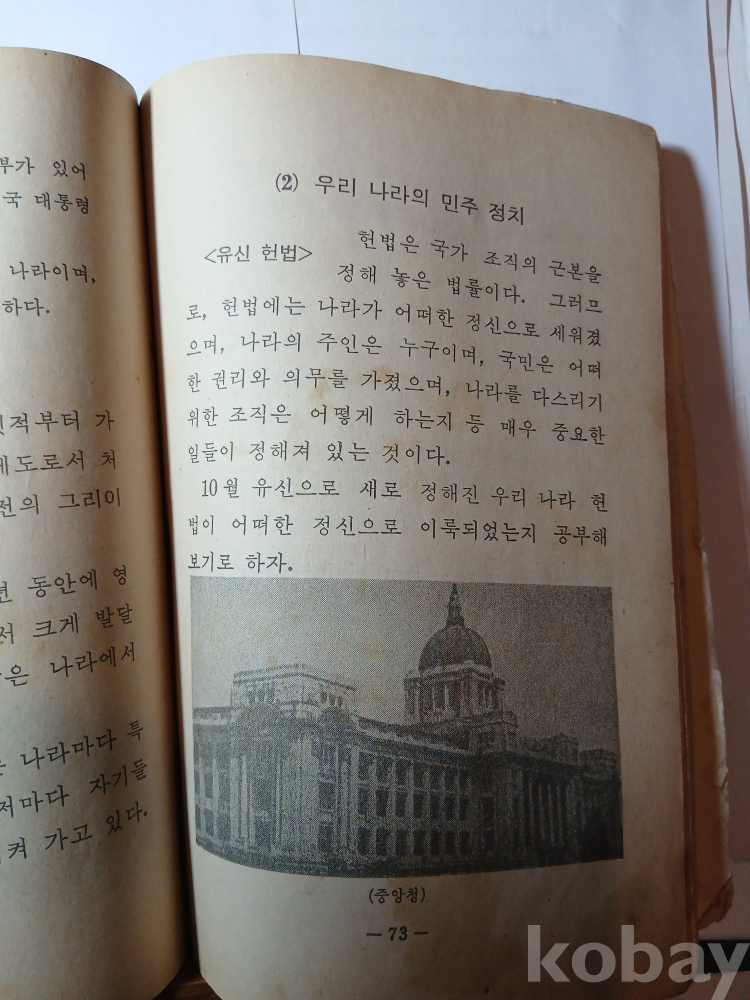 부가 있어
국 대통령
나라이며,
하다.
적부터 가
제도로서 처
전의 그리이
동안에 영
서 크게 발달
은 나라에서
나라마다 특
저마다 자기들
켜 가고 있다.
(2) 우리 나라의 민주 정치
<유신 헌법> 헌법은 국가 조직의 근본을
정해 놓은 법률이다. 그러므
로, 헌법에는 나라가 어떠한 정신으로 세워졌
으며, 나라의 주인은 누구이며, 국민은 어떠
한 권리와 의무를 가졌으며, 나라를 다스리기
위한 조직은 어떻게 하는지 등 매우 중요한
일들이 정해져 있는 것이다.
10월 유신으로 새로 정해진 우리 나라 헌
법이 어떠한 정신으로 이룩되었는지 공부해
보기로 하자.
(중앙청)
— 73 —
kobay